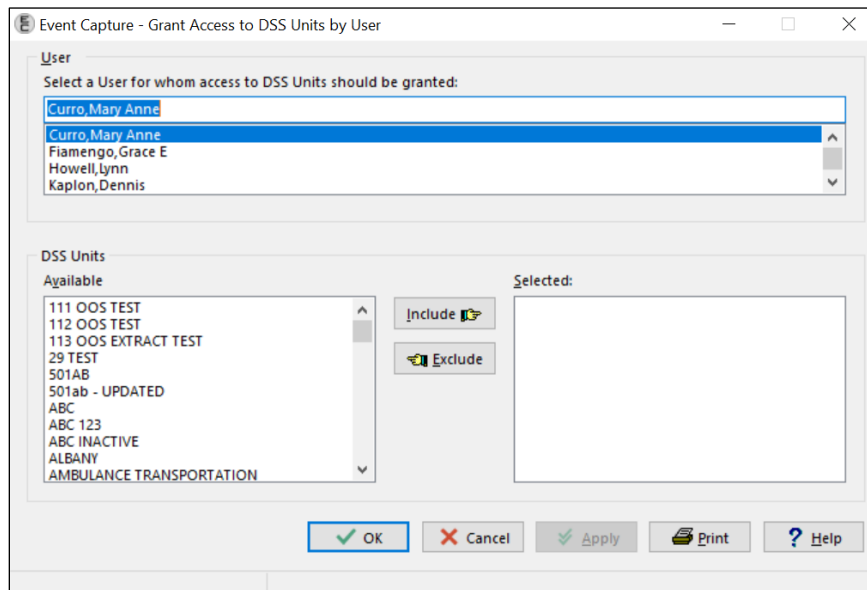 Event Capture - Grant Access to DSS Units by User
User
Select a User for whom access to DSS Units should be granted:
Curro,Mary Anne
Curro,Mary Anne
Fiamengo,Grace E
Howell,Lynn
Kaplon,Dennis
DSS Units
Available
Selected:
111 OOS TEST
112 OOS TEST
113 OOS EXTRACT TEST
29 TEST
501AB
501ab - UPDATED
ABC
ABC 123
ABC INACTIVE
ALBANY
AMBULANCE TRANSPORTATION
Include
Exclude
OK
Cancel
Apply
Print
Help